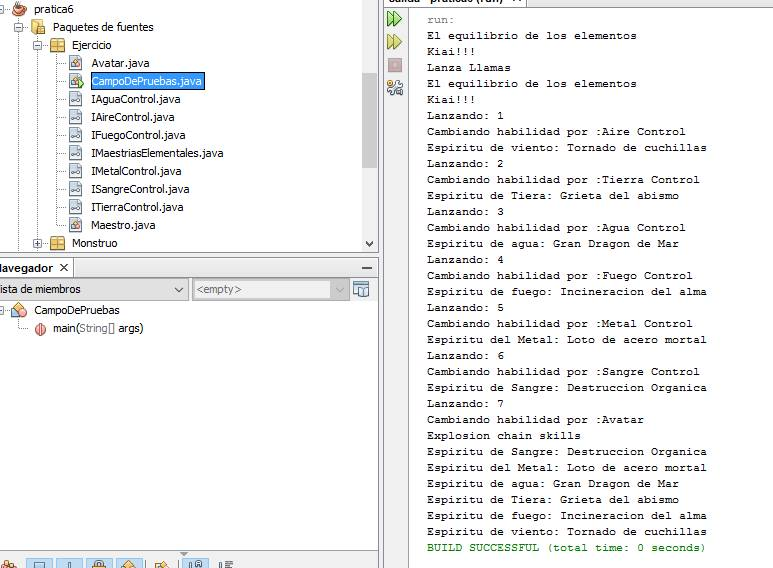 pratica6
Paquetes de fuentes
Ejercicio
Avatar.java
CampoDePruebas.java
IAguaControl.java
IAireControl.java
IFuegoControl.java
IMaestriasElementales.java
IMetalControl.java
ISangreControl.java
ITierraControl.java
Maestro.java
Monstruo
Navegador
ista de miembros
<empty>
CampoDePruebas
main(String[] args)
run:
El equilibrio de los elementos
Kiai!!!
Lanza Llamas
El equilibrio de los elementos
Kiai!!!
Lanzando: 1
Cambiando habilidad por :Aire Control
Espiritu de viento: Tornado de cuchillas
Lanzando: 2
Cambiando habilidad por :Tierra Control
Espiritu de Tiera: Grieta del abismo
Lanzando: 3
Cambiando habilidad por :Agua Control
Espiritu de agua: Gran Dragon de Mar
Lanzando: 4
Cambiando habilidad por :Fuego Control
Espiritu de fuego: Incineracion del alma
Lanzando: 5
Cambiando habilidad por :Metal Control
Espiritu del Metal: Loto de acero mortal
Lanzando: 6
Cambiando habilidad por :Sangre Control
Espiritu de Sangre: Destruccion Organica
Lanzando: 7
Cambiando habilidad por :Avatar
Explosion chain skills
Espiritu de Sangre: Destruccion Organica
Espiritu del Metal: Loto de acero mortal
Espiritu de agua: Gran Dragon de Mar
Espiritu de Tiera: Grieta del abismo
Espiritu de fuego: Incineracion del alma
Espiritu de viento: Tornado de cuchillas
BUILD SUCCESSFUL (total time: 0 seconds)